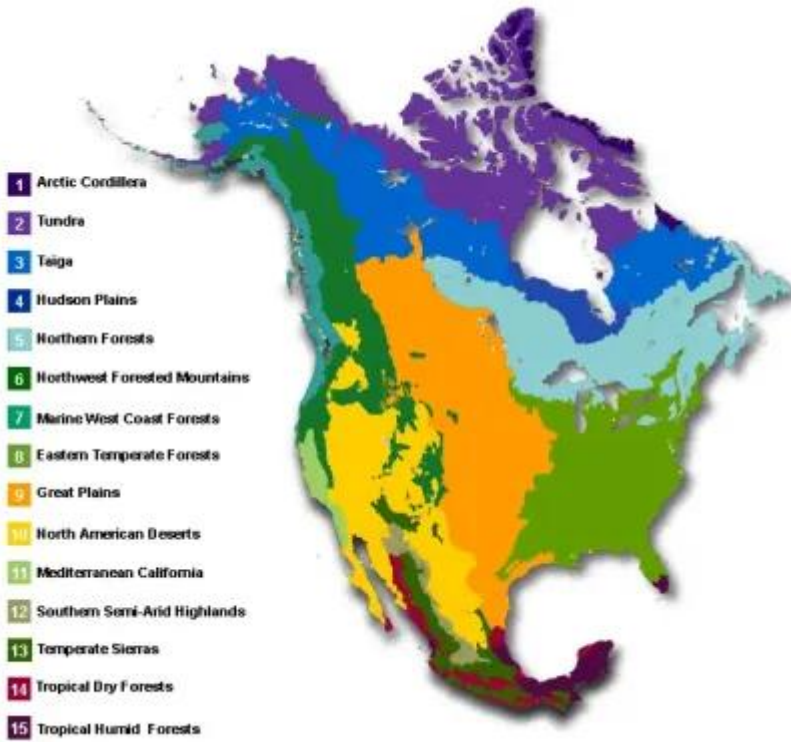 1 Arctic Cordillera
2 Tundra
3 Taiga
4 Hudson Plains
5 Northern Forests
6 Northwest Forested Mountains
7 Marine West Coast Forests
8 Eastern Temperate Forests
9 Great Plains
10 North American Deserts
11 Mediterranean California
12 Southern Semi-Arid Highlands
13 Temperate Sierras
14 Tropical Dry Forests
15 Tropical Humid Forests